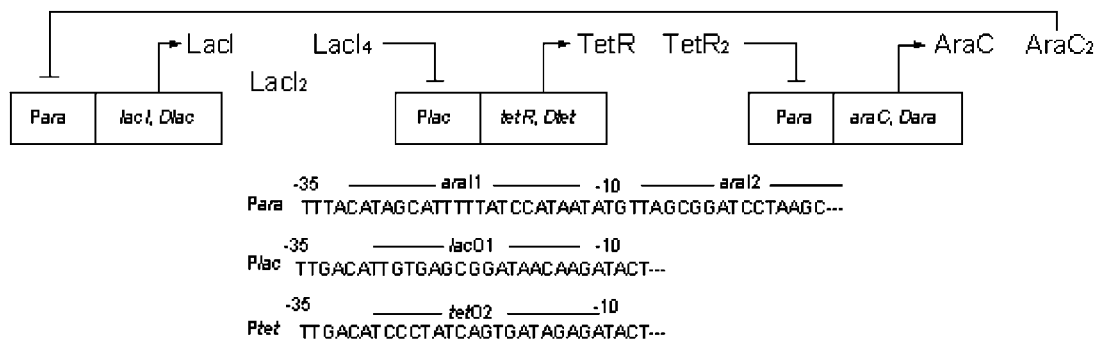 LacI LacI₄ TetR TetR₂ AraC AraC₂
LacI₂
Para lacI, Dlac Plac tetR, Dtet Para araC, Dara
-35 araI1 -10 araI2
Para TTTACATAGCATTTTTATCCATAATATGTTAGCGGATCCTAAGC---
-35 lacO1 -10
Plac TTGACATTGTGAGCGGATAACAAGATACT---
-35 tetO2 -10
Ptet TTGACATCCCTATCAGTGATAGAGATACT---